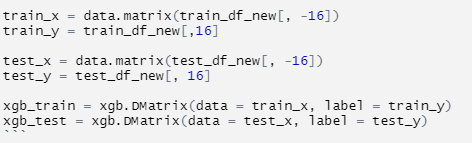 train_x = data.matrix(train_df_new[, -16])
train_y = train_df_new[,16]
test_x = data.matrix(test_df_new[, -16])
test_y = test_df_new[, 16]
xgb_train = xgb.DMatrix(data = train_x, label = train_y)
xgb_test = xgb.DMatrix(data = test_x, label = test_y)
```